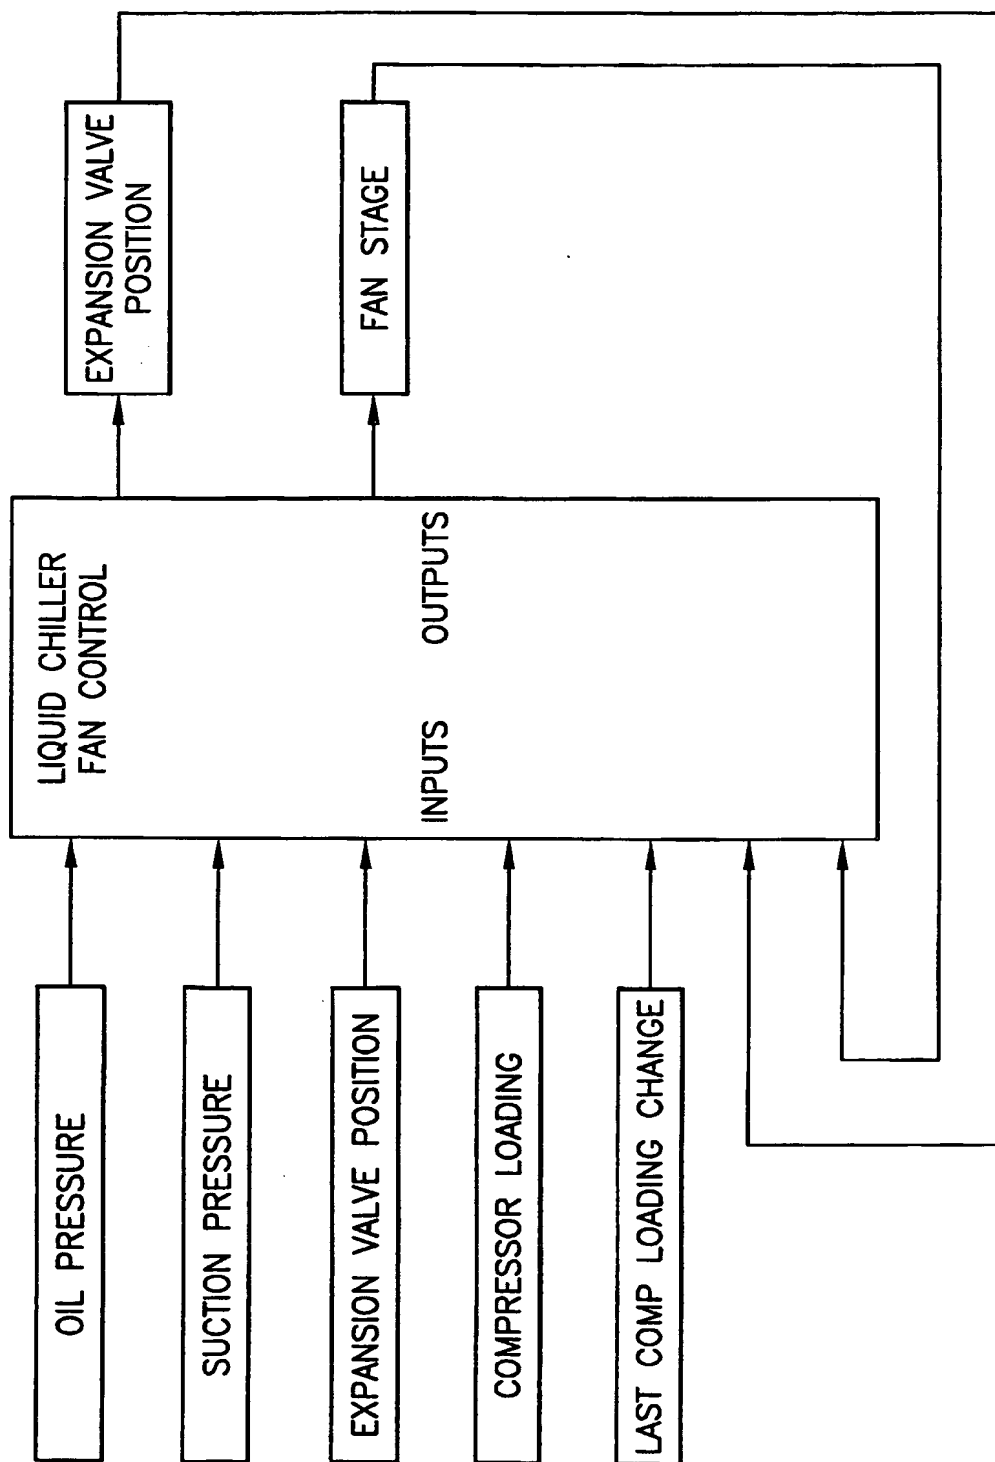 OIL PRESSURE
SUCTION PRESSURE
EXPANSION VALVE POSITION
COMPRESSOR LOADING
LAST COMP LOADING CHANGE
LIQUID CHILLER
FAN CONTROL
INPUTS
OUTPUTS
EXPANSION VALVE
POSITION
FAN STAGE